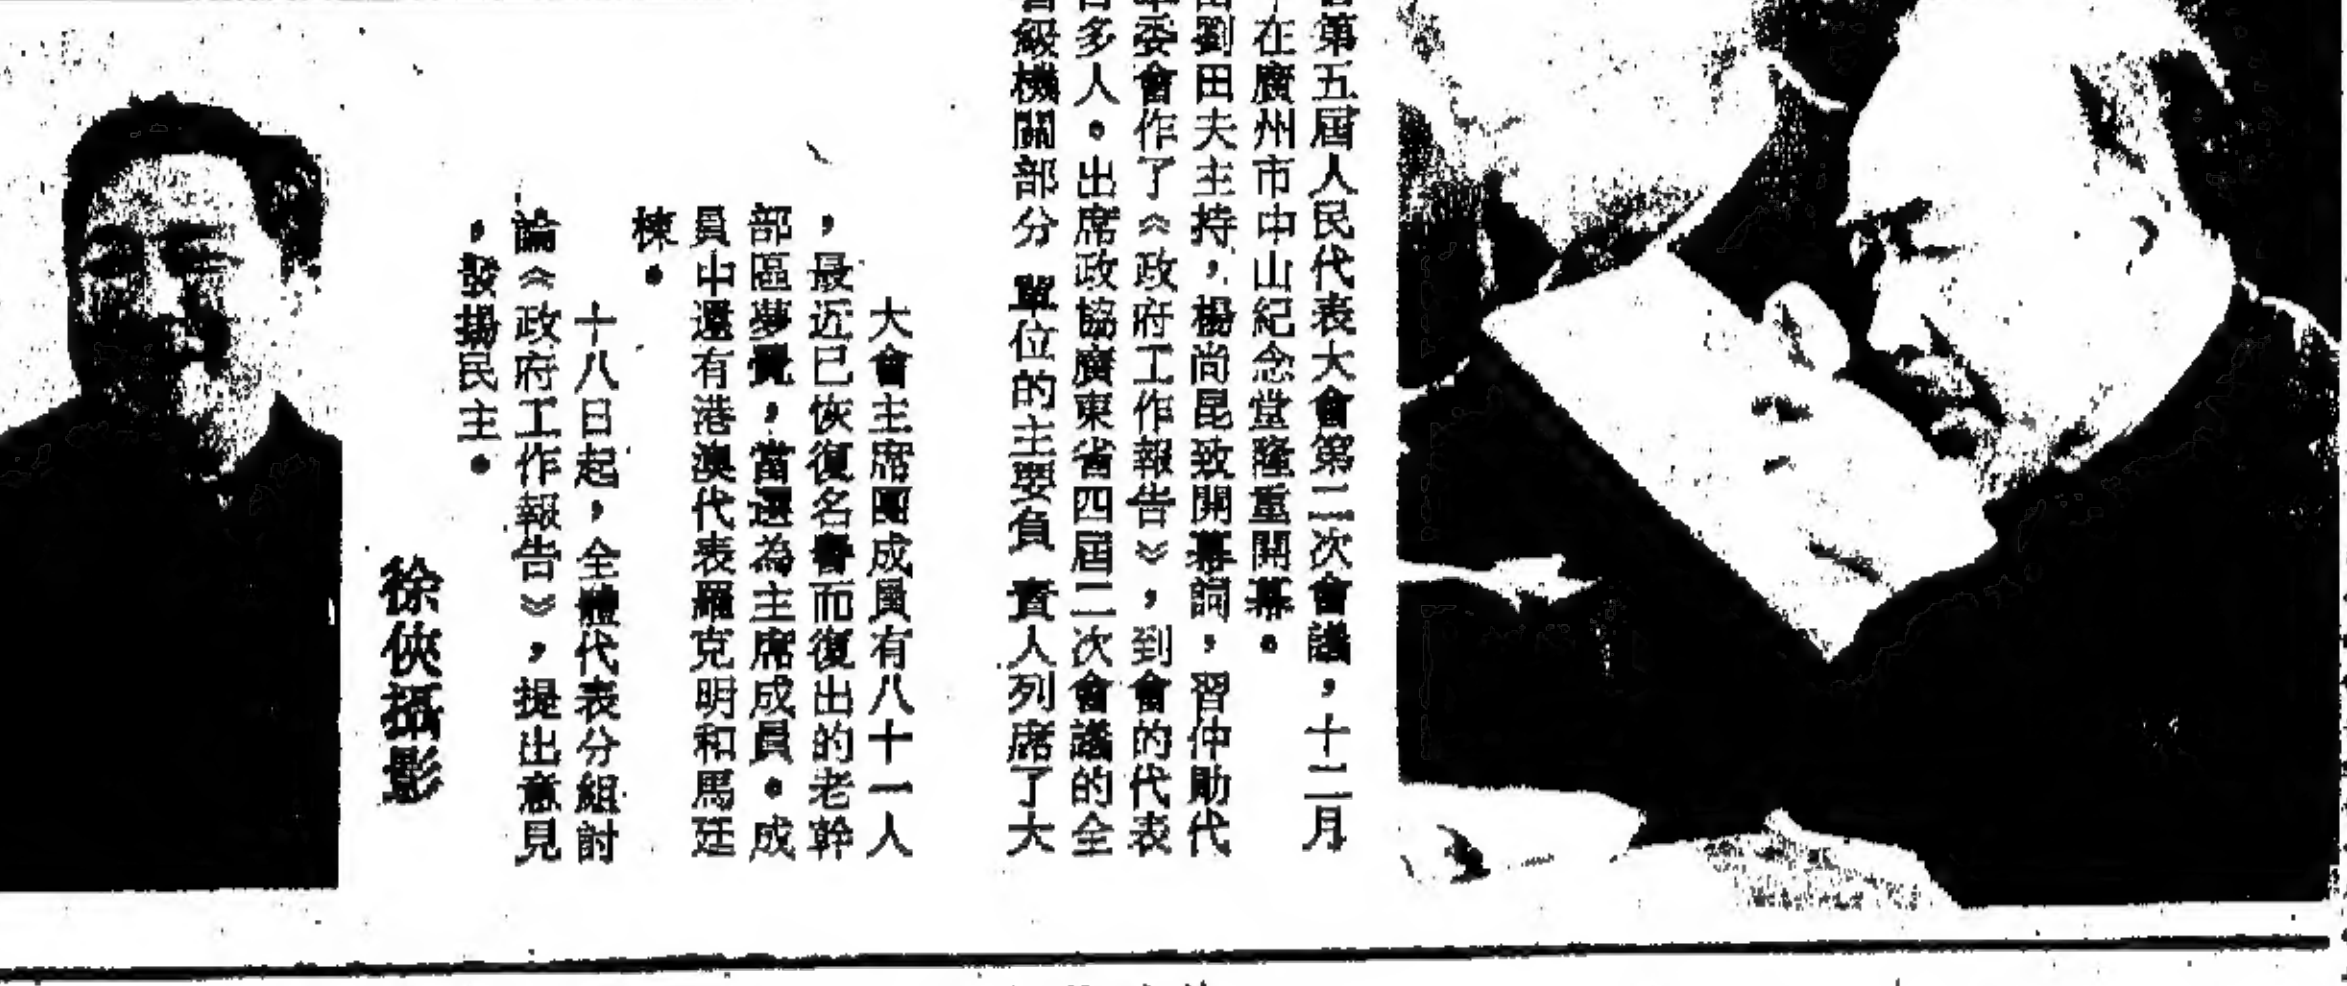 第五屆人民代表大會第二次會議，十二月
在廣州市中山紀念堂隆重開幕。
劉田夫主持，楊尚昆致開幕詞，習仲勛代
委會作了《政府工作報告》，到會的代表
多人。出席政協廣東省四屆二次會議的全
級機關部分單位的主要負責人列席了大
大會主席團成員有八十一人
，最近已恢復名譽而復出的老幹
部區夢覺，當選為主席成員。成
員中還有港澳代表羅克明和馬廷
棟。
十八日起，全體代表分組討
論《政府工作報告》，提出意見
，發揚民主。
徐俠攝影